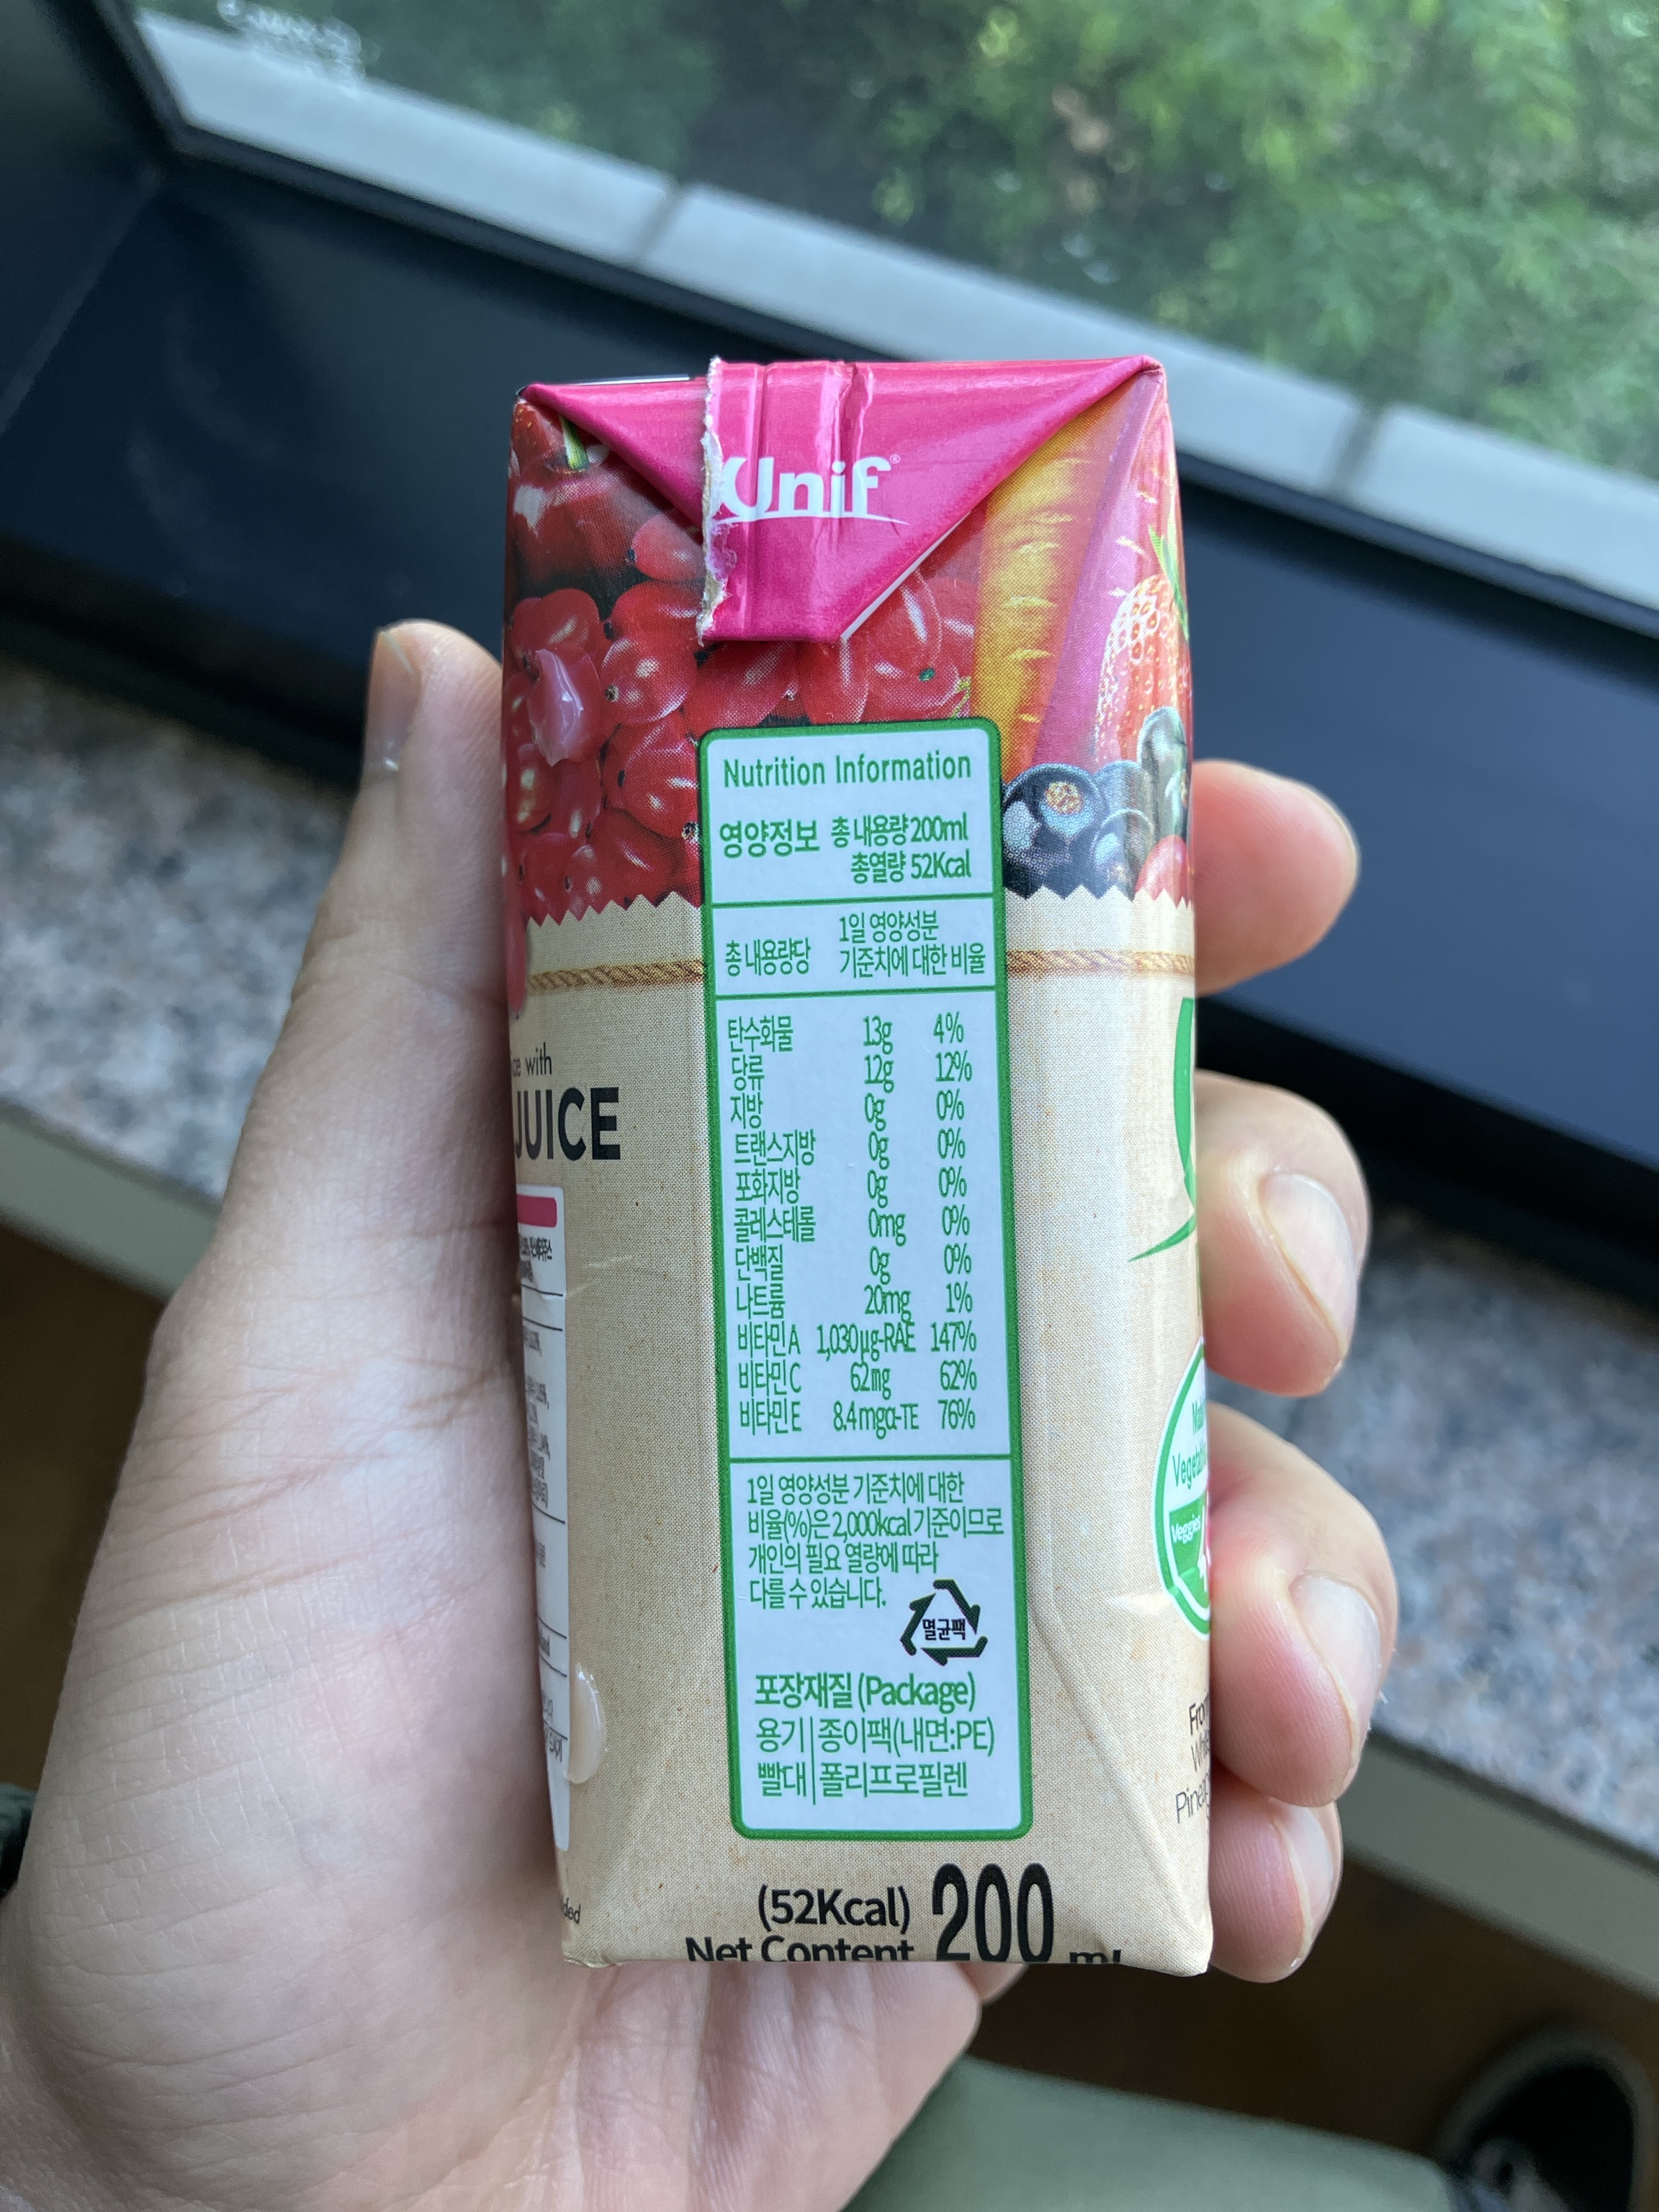 Unif®
Nutrition Information
영양정보 총 내용량 200ml
총열량 52Kcal
총 내용량당 1일 영양성분
기준치에 대한 비율
탄수화물 13g 4%
당류 12g 12%
지방 0g 0%
트랜스지방 0g 0%
포화지방 0g 0%
콜레스테롤 0mg 0%
단백질 0g 0%
나트륨 20mg 1%
비타민A 1,030µg-RAE 147%
비타민C 62mg 62%
비타민E 8.4mgα-TE 76%
1일 영양성분 기준치에 대한
비율(%)은 2,000kcal 기준이므로
개인의 필요 열량에 따라
다를 수 있습니다.
멸균팩
포장재질 (Package)
용기 | 종이팩(내면:PE)
빨대 | 폴리프로필렌
(52Kcal) 200
Net Content ml
with
JUICE
Veggies